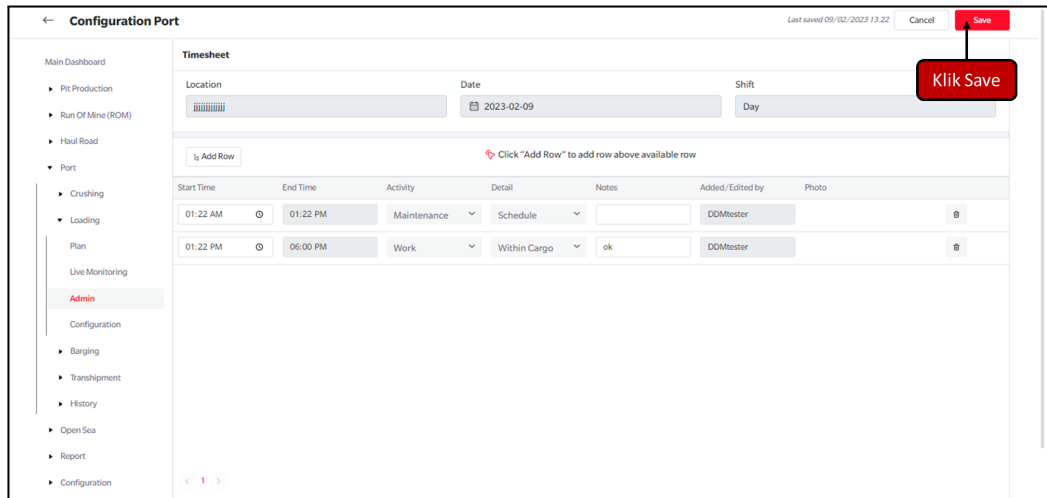 ← Configuration Port
Last saved 09/02/2023 13.22 Cancel Save
Klik Save
Main Dashboard
Pit Production
Run Of Mine (ROM)
Haul Road
Port
Crushing
Loading
Plan
Live Monitoring
Admin
Configuration
Barging
Transhipment
History
Open Sea
Report
Configuration
Timesheet
Location Date Shift
2023-02-09 Day
Add Row Click "Add Row" to add row above available row
Start Time End Time Activity Detail Notes Added/Edited by Photo
01:22 AM 01:22 PM Maintenance Schedule DDMtester
01:22 PM 06:00 PM Work Within Cargo ok DDMtester
< 1 >